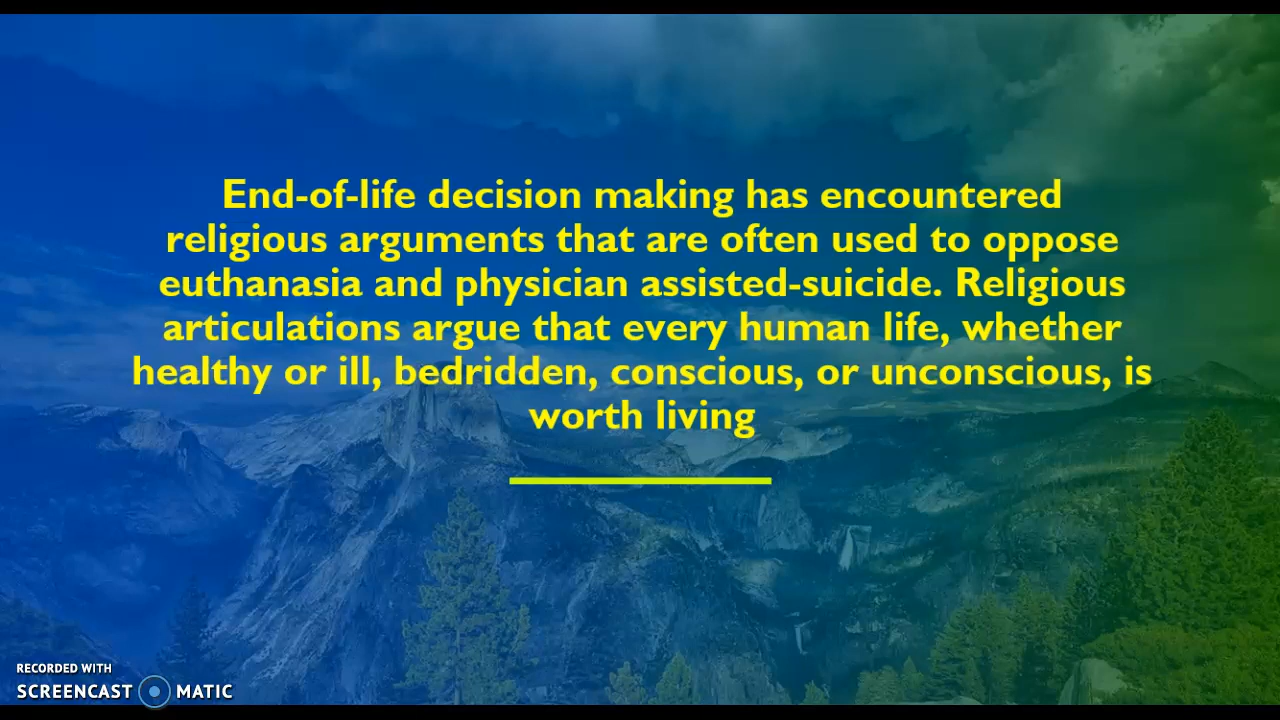 End-of-life decision making has encountered
religious arguments that are often used to oppose
euthanasia and physician assisted-suicide. Religious
articulations argue that every human life, whether
healthy or ill, bedridden, conscious, or unconscious, is
worth living
RECORDED WITH
SCREENCAST MATIC